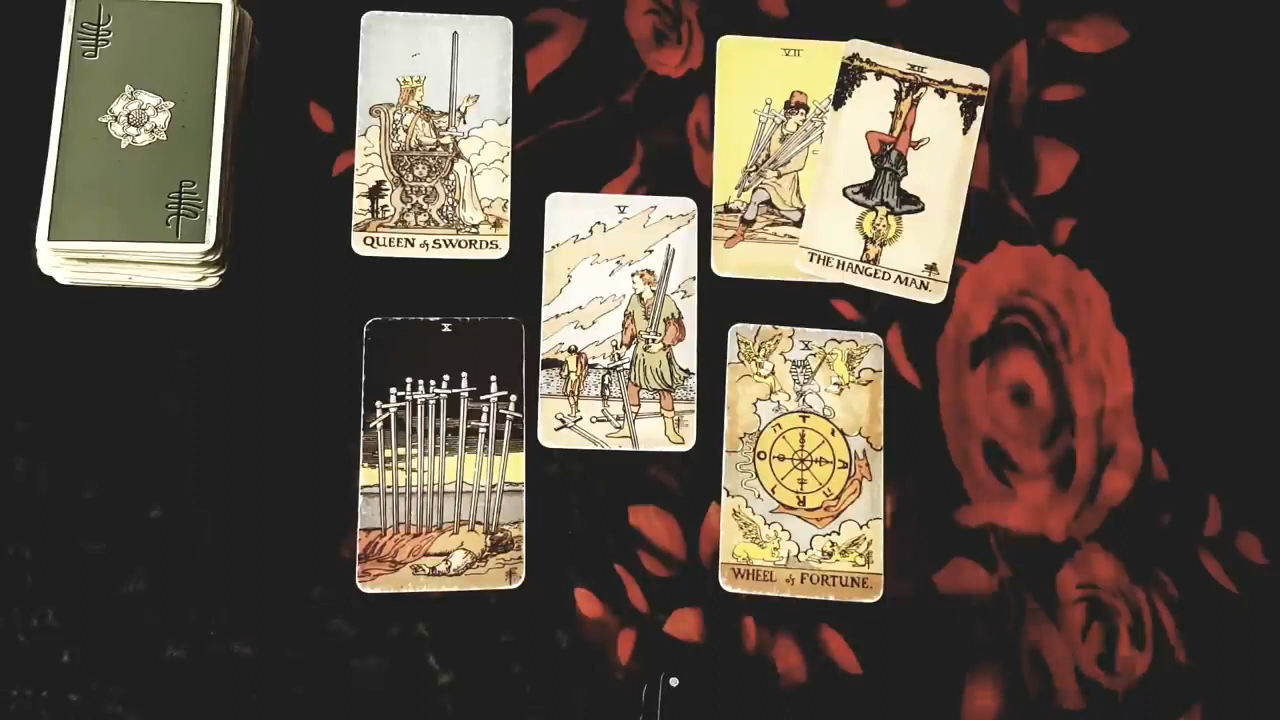 QUEEN of SWORDS.
VII
XII
THE HANGED MAN.
V
X
X
T
A
R
O
WHEEL of FORTUNE.